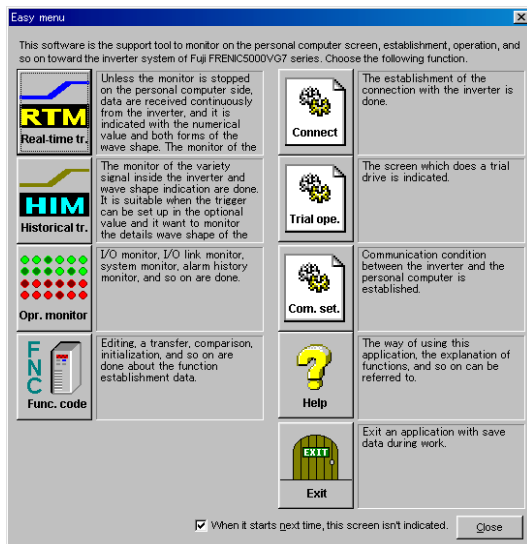 Easy menu
This software is the support tool to monitor on the personal computer screen, establishment, operation, and
so on toward the inverter system of Fuji FRENIC5000VG7 series. Choose the following function.
RTM
Real-time tr.
Unless the monitor is stopped
on the personal computer side,
data are received continuously
from the inverter, and it is
indicated with the numerical
value and both forms of the
wave shape. The monitor of the
Connect
The establishment of the
connection with the inverter is
done.
HIM
Historical tr.
The monitor of the variety
signal inside the inverter and
wave shape indication are done.
It is suitable when the trigger
can be set up in the optional
value and it want to monitor
the details wave shape of the
Trial ope.
The screen which does a trial
drive is indicated.
Opr. monitor
I/O monitor, I/O link monitor,
system monitor, alarm history
monitor, and so on are done.
Com. set.
Communication condition
between the inverter and the
personal computer is
established.
FNC
Func. code
Editing, a transfer, comparison,
initialization, and so on are
done about the function
establishment data.
Help
The way of using this
application, the explanation of
functions, and so on can be
referred to.
EXIT
Exit
Exit an application with save
data during work.
When it starts next time, this screen isn't indicated.
Close